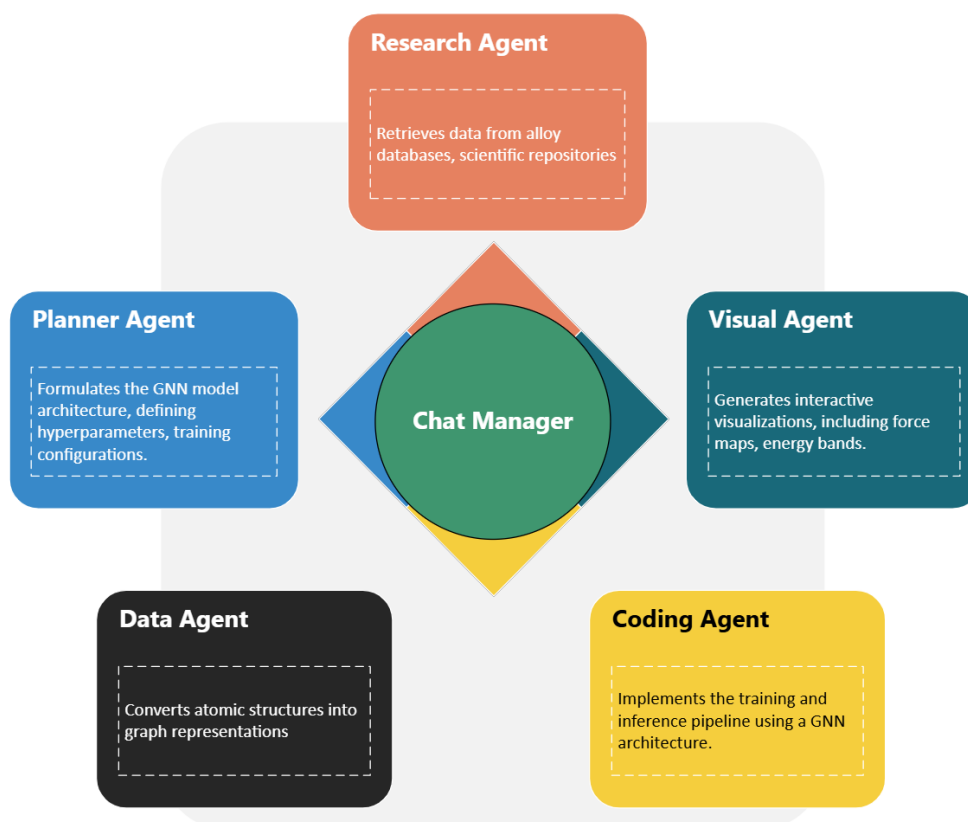 Research Agent
Retrieves data from alloy
databases, scientific repositories
Planner Agent
Formulates the GNN model
architecture, defining
hyperparameters, training
configurations.
Chat Manager
Visual Agent
Generates interactive
visualizations, including force
maps, energy bands.
Data Agent
Converts atomic structures into
graph representations
Coding Agent
Implements the training and
inference pipeline using a GNN
architecture.